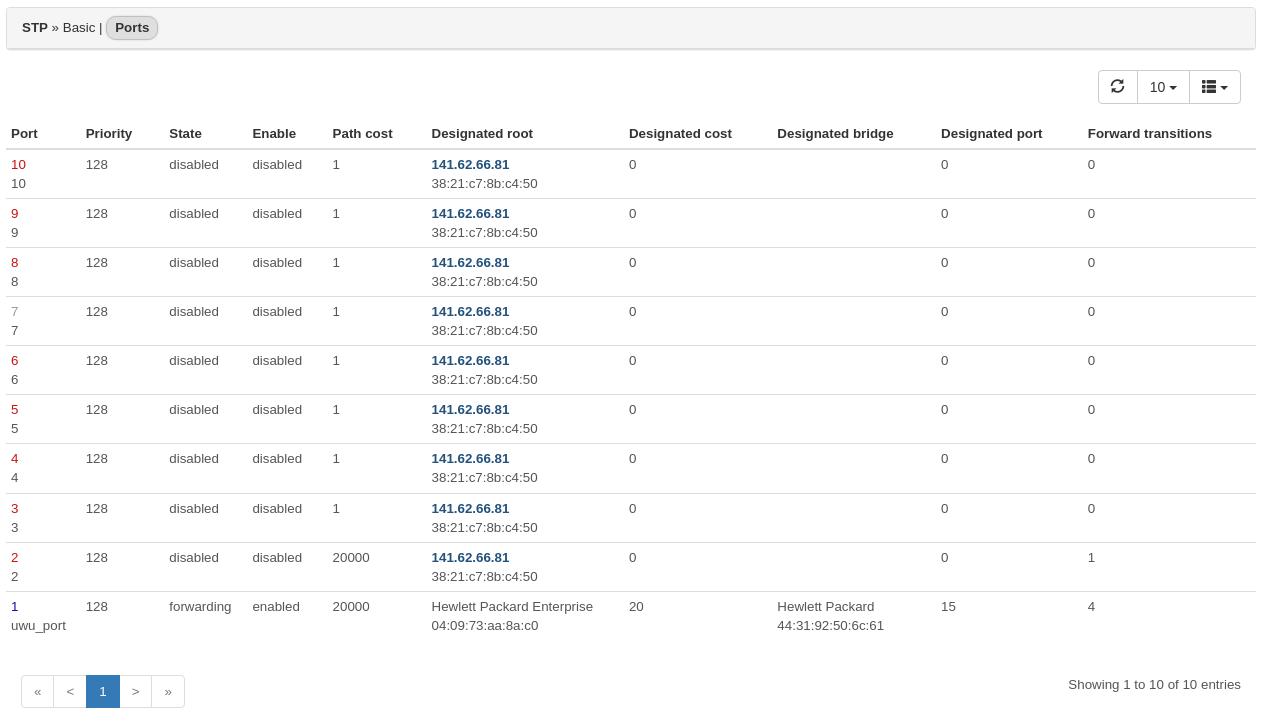 STP » Basic | Ports
10
Port Priority State Enable Path cost Designated root Designated cost Designated bridge Designated port Forward transitions
10 128 disabled disabled 1 141.62.66.81 0 0 0
10 38:21:c7:8b:c4:50
9 128 disabled disabled 1 141.62.66.81 0 0 0
9 38:21:c7:8b:c4:50
8 128 disabled disabled 1 141.62.66.81 0 0 0
8 38:21:c7:8b:c4:50
7 128 disabled disabled 1 141.62.66.81 0 0 0
7 38:21:c7:8b:c4:50
6 128 disabled disabled 1 141.62.66.81 0 0 0
6 38:21:c7:8b:c4:50
5 128 disabled disabled 1 141.62.66.81 0 0 0
5 38:21:c7:8b:c4:50
4 128 disabled disabled 1 141.62.66.81 0 0 0
4 38:21:c7:8b:c4:50
3 128 disabled disabled 1 141.62.66.81 0 0 0
3 38:21:c7:8b:c4:50
2 128 disabled disabled 20000 141.62.66.81 0 0 1
2 38:21:c7:8b:c4:50
1 128 forwarding enabled 20000 Hewlett Packard Enterprise 20 Hewlett Packard 15 4
uwu_port 04:09:73:aa:8a:c0 44:31:92:50:6c:61
« < 1 > » Showing 1 to 10 of 10 entries